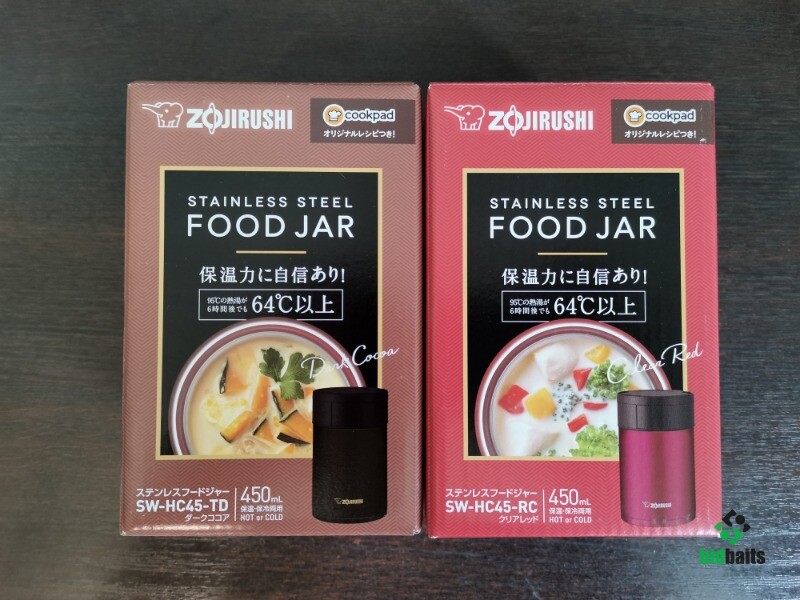 ZOJIRUSHI
cookpad
オリジナルレシピつき!
STAINLESS STEEL
FOOD JAR
保温力に自信あり!
95℃の熱湯が
6時間後でも
64℃以上
Dark Cocoa
ZOJIRUSHI
ステンレスフードジャー
SW-HC45-TD
ダークココア
450mL
保温・保冷両用
HOT or COLD
ZOJIRUSHI
cookpad
オリジナルレシピつき!
STAINLESS STEEL
FOOD JAR
保温力に自信あり!
95℃の熱湯が
6時間後でも
64℃以上
Clear Red
ZOJIRUSHI
ステンレスフードジャー
SW-HC45-RC
クリアレッド
450mL
保温・保冷両用
HOT or COLD
baits